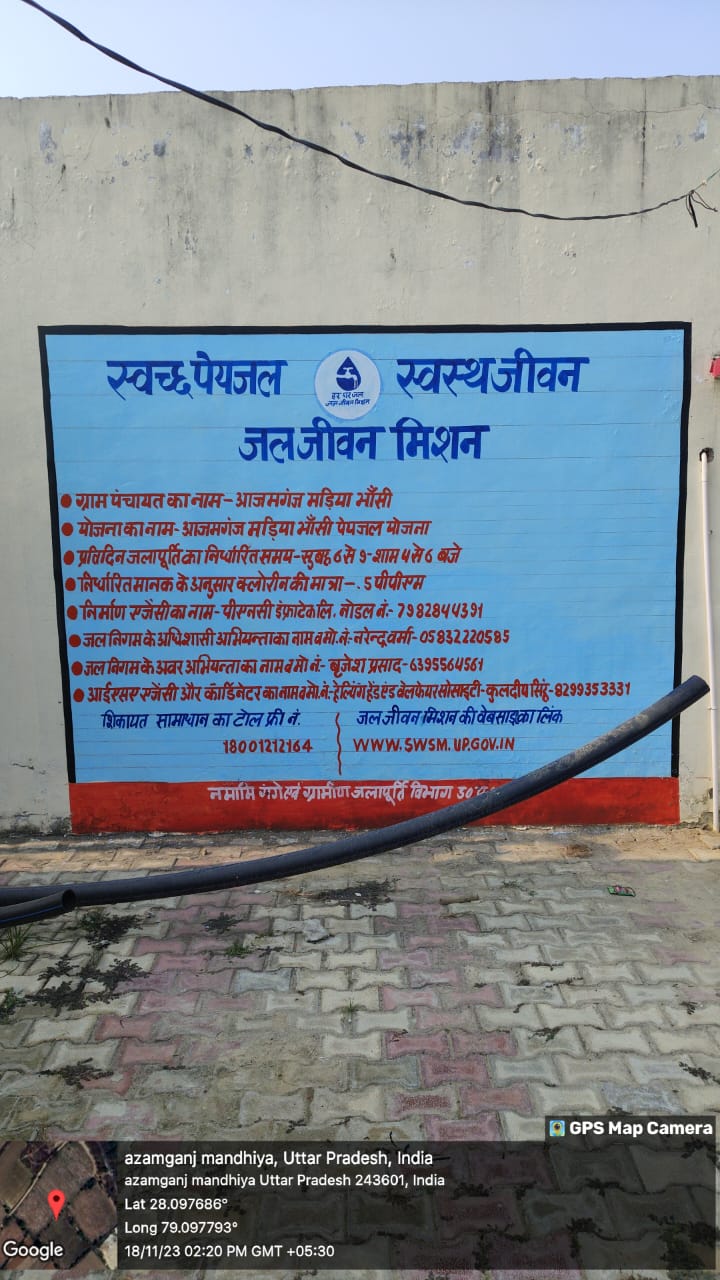 स्वच्छ पेयजल स्वस्थ जीवन
हर घर जल
जल जीवन मिशन
जल जीवन मिशन
ग्राम पंचायत का नाम - आजमगंज मड़िया भाँसी
योजना का नाम - आजमगंज मड़िया भाँसी पेयजल योजना
प्रविदिन जलापूर्ति का निर्धारित समय - सुबह 6 से 9 - शाम 4 से 6 बजे
निर्धारित मानक के अनुसार क्लोरीन की मात्रा - .5 पीपीएम
निर्माण एजेंसी का नाम - पीएनसी इंफ्राटेक लि. नोडल नं:- 7982844391
जल निगम के अधिशासी अभियन्ता का नाम व मो. नं - नरेन्द्र वर्मा - 05832220585
जल निगम के अवर अभियन्ता का नाम व मो नं - बृजेश प्रसाद - 6395564561
आईएसए एजेंसी और कॉर्डिनेटर का नाम व मो. नं - हेल्पिंग हैंड एंड वेलफेयर सोसाइटी - कुलदीप सिंह - 8299353331
शिकायत समाधान का टोल फ्री नं. जल जीवन मिशन की वेबसाइट का लिंक
18001212164 WWW.SWSM.UP.GOV.IN
नमामि गंगे एवं ग्रामीण जलापूर्ति विभाग
GPS Map Camera
azamganj mandhiya, Uttar Pradesh, India
azamganj mandhiya Uttar Pradesh 243601, India
Lat 28.097686°
Long 79.097793°
18/11/23 02:20 PM GMT +05:30
Google